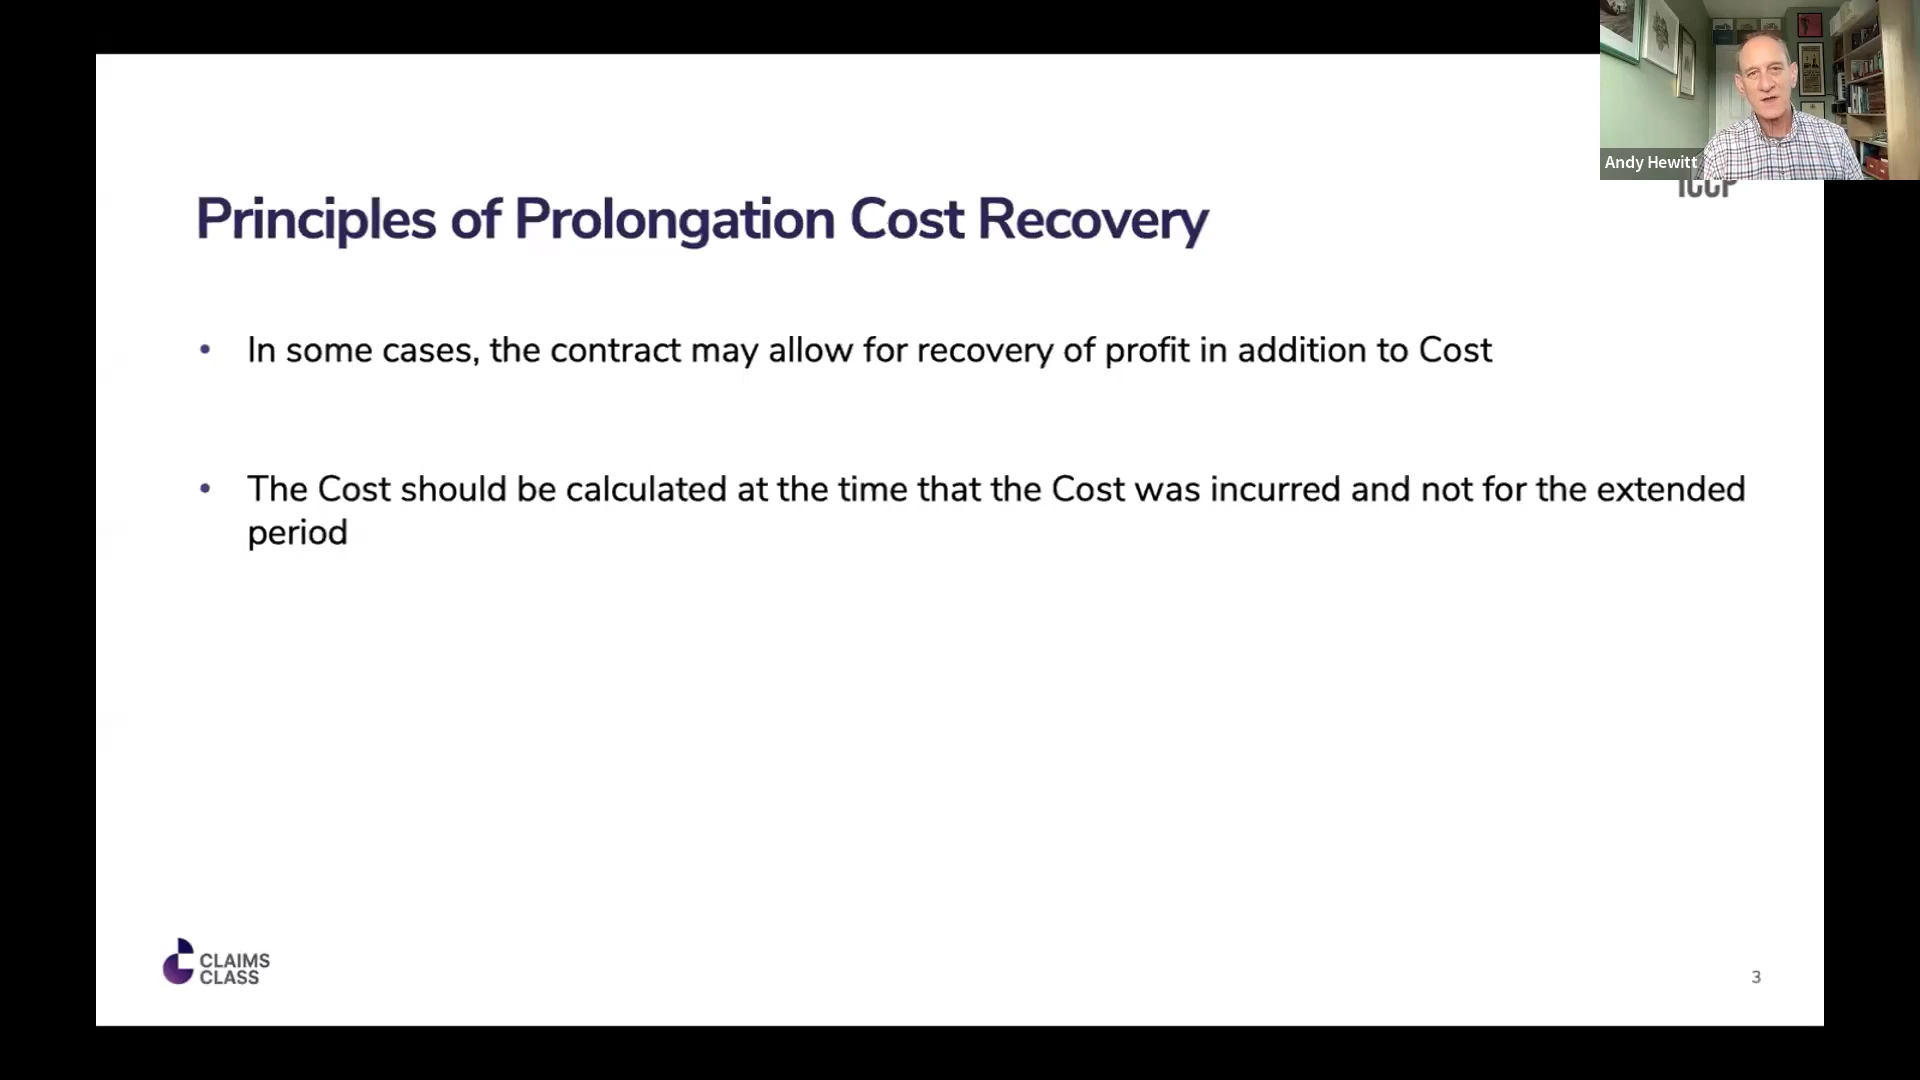 Andy Hewitt
ICCP
Principles of Prolongation Cost Recovery
• In some cases, the contract may allow for recovery of profit in addition to Cost
• The Cost should be calculated at the time that the Cost was incurred and not for the extended
period
CLAIMS
CLASS
3